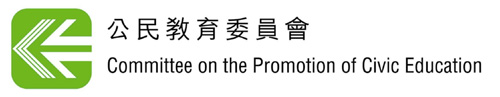 公民教育委員會
Committee on the Promotion of Civic Education